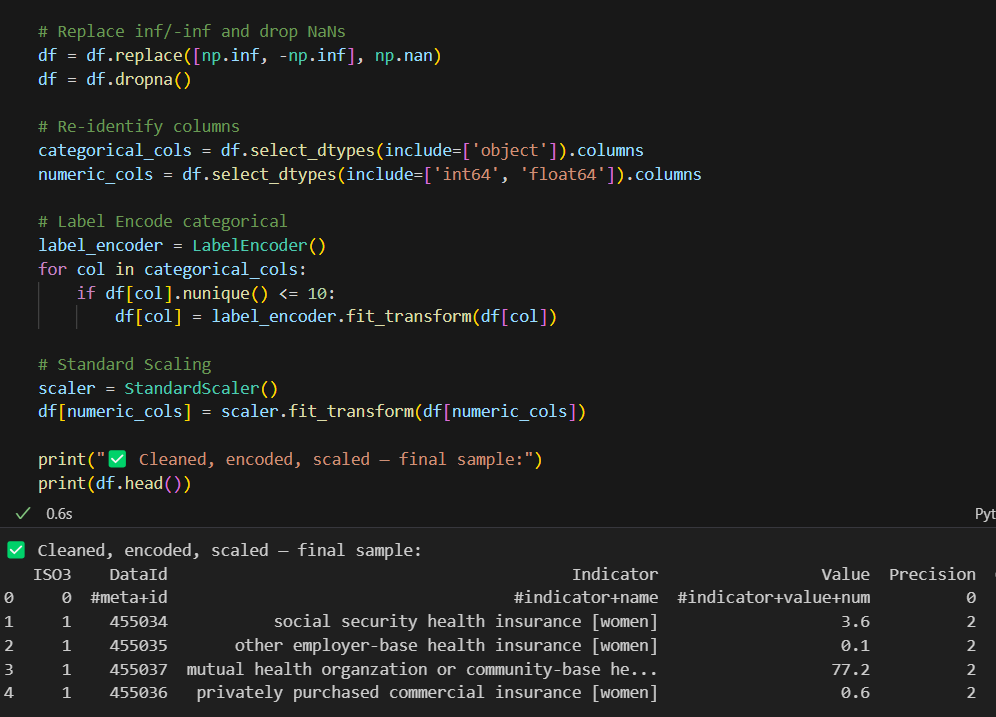 # Replace inf/-inf and drop NaNs
df = df.replace([np.inf, -np.inf], np.nan)
df = df.dropna()
# Re-identify columns
categorical_cols = df.select_dtypes(include=['object']).columns
numeric_cols = df.select_dtypes(include=['int64', 'float64']).columns
# Label Encode categorical
label_encoder = LabelEncoder()
for col in categorical_cols:
if df[col].nunique() <= 10:
df[col] = label_encoder.fit_transform(df[col])
# Standard Scaling
scaler = StandardScaler()
df[numeric_cols] = scaler.fit_transform(df[numeric_cols])
print("✅ Cleaned, encoded, scaled — final sample:")
print(df.head())
✓ 0.6s
✅ Cleaned, encoded, scaled — final sample:
ISO3 DataId Indicator Value Precision
0 0 #meta+id #indicator+name #indicator+value+num 0
1 1 455034 social security health insurance [women] 3.6 2
2 1 455035 other employer-base health insurance [women] 0.1 2
3 1 455037 mutual health organzation or community-base he... 77.2 2
4 1 455036 privately purchased commercial insurance [women] 0.6 2